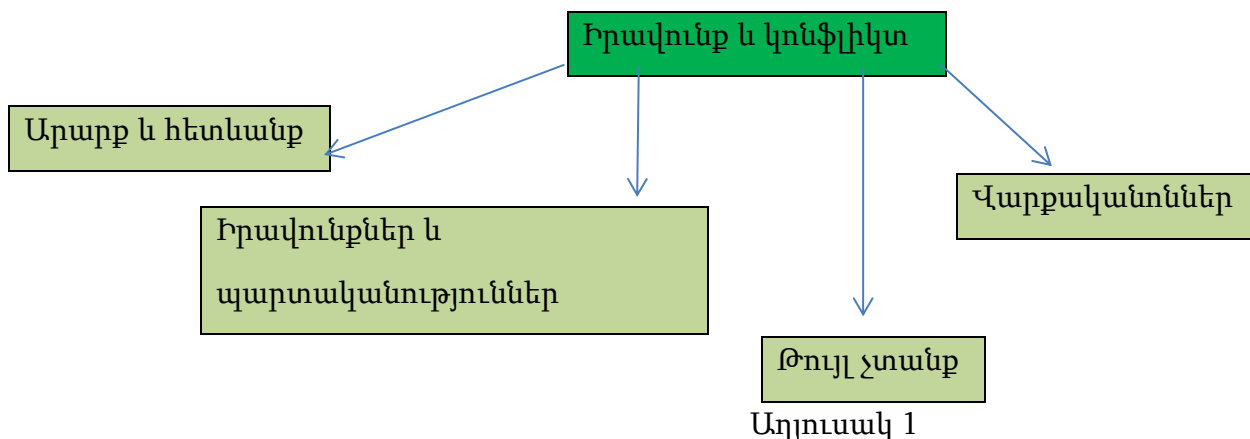 Իրավունք և կոնֆլիկտ
Արարք և հետևանք
Վարքականոններ
Իրավունքներ և
պարտականություններ
Թույլ չտանք
Աղյուսակ 1